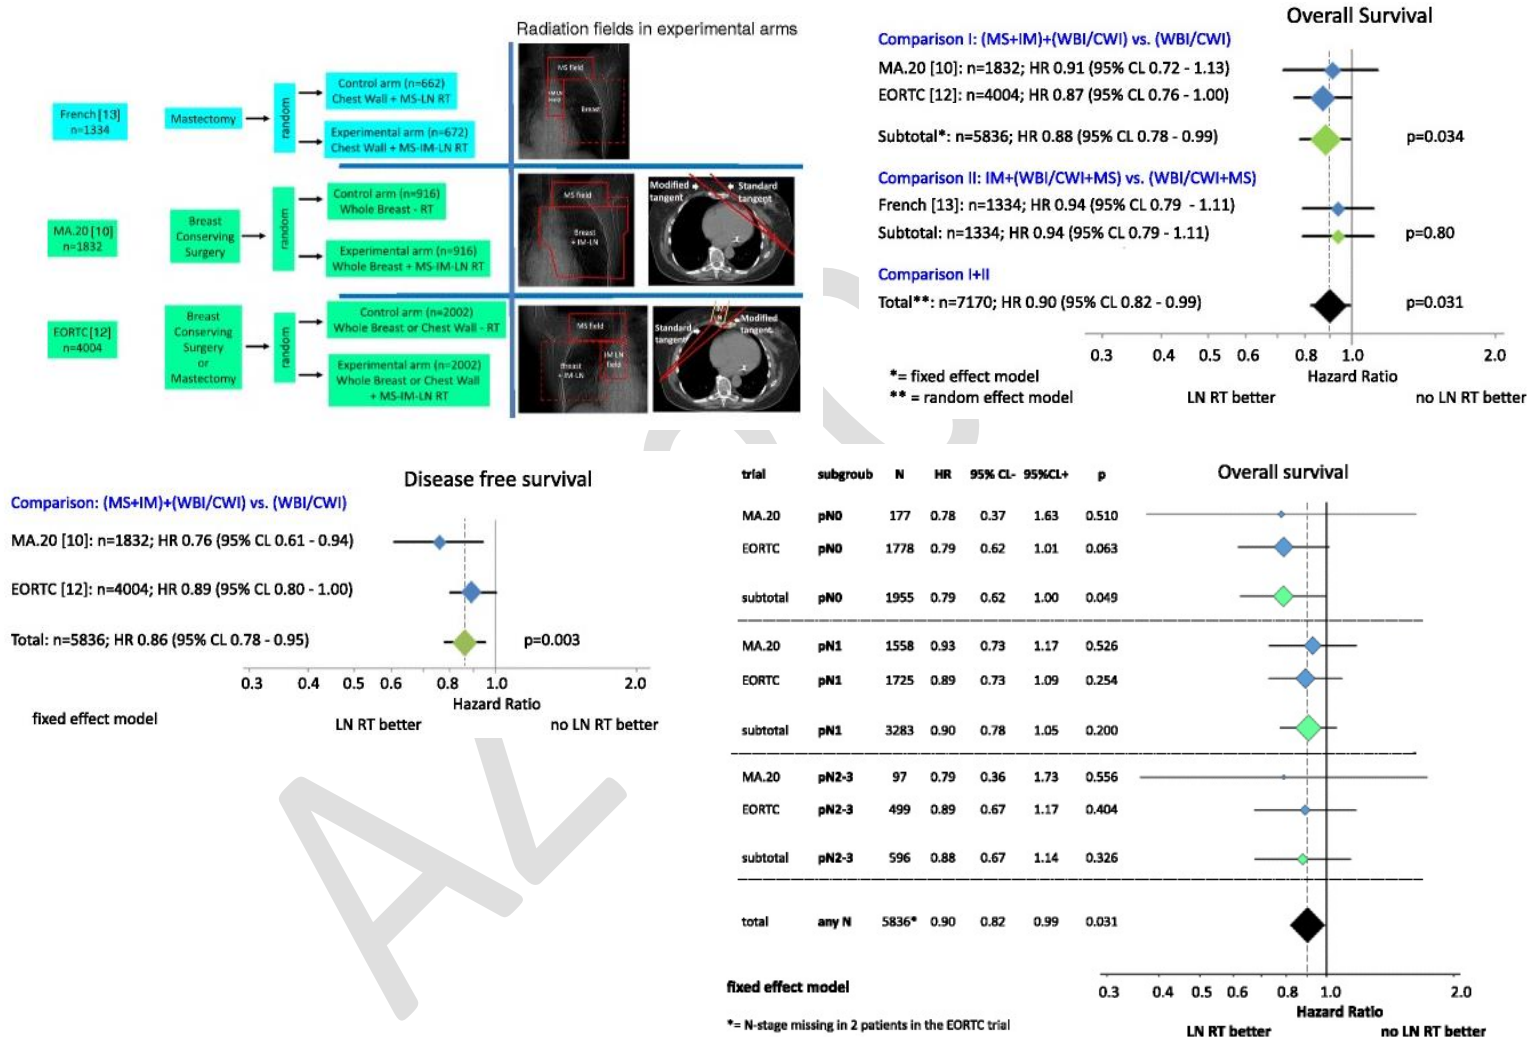 Radiation fields in experimental arms
French[13]
n=1334
Mastectomy
random
Control arm (n=662)
Chest Wall + MS-LN RT
Experimental arm (n=672)
Chest Wall + MS-IM-LN RT
MS field
IM LN
field
Breast
MA.20 [10]
n=1832
Breast
Conserving
Surgery
random
Control arm (n=916)
Whole Breast - RT
Experimental arm (n=916)
Whole Breast + MS-IM-LN RT
MS field
Breast
+ IM-LN
Modified
tangent
Standard
tangent
EORTC[12]
n=4004
Breast
Conserving
Surgery
or
Mastectomy
random
Control arm (n=2002)
Whole Breast or Chest Wall - RT
Experimental arm (n=2002)
Whole Breast or Chest Wall
+ MS-IM-LN RT
MS field
IM LN
field
Breast
+ IM-LN
Standard
tangent
Modified
tangent
Overall Survival
Comparison I: (MS+IM)+(WBI/CWI) vs. (WBI/CWI)
MA.20 [10]: n=1832; HR 0.91 (95% CL 0.72 - 1.13)
EORTC [12]: n=4004; HR 0.87 (95% CL 0.76 - 1.00)
Subtotal*: n=5836; HR 0.88 (95% CL 0.78 - 0.99) p=0.034
Comparison II: IM+(WBI/CWI+MS) vs. (WBI/CWI+MS)
French [13]: n=1334; HR 0.94 (95% CL 0.79 - 1.11)
Subtotal: n=1334; HR 0.94 (95% CL 0.79 - 1.11) p=0.80
Comparison I+II
Total**: n=7170; HR 0.90 (95% CL 0.82 - 0.99) p=0.031
0.3 0.4 0.5 0.6 0.8 1.0 2.0
*= fixed effect model
Hazard Ratio
** = random effect model
LN RT better no LN RT better
Disease free survival
Comparison: (MS+IM)+(WBI/CWI) vs. (WBI/CWI)
MA.20 [10]: n=1832; HR 0.76 (95% CL 0.61 - 0.94)
EORTC [12]: n=4004; HR 0.89 (95% CL 0.80 - 1.00)
Total: n=5836; HR 0.86 (95% CL 0.78 - 0.95) p=0.003
0.3 0.4 0.5 0.6 0.8 1.0 2.0
Hazard Ratio
fixed effect model
LN RT better no LN RT better
trial subgroup N HR 95% CL- 95%CL+ p Overall survival
MA.20 pN0 177 0.78 0.37 1.63 0.510
EORTC pN0 1778 0.79 0.62 1.01 0.063
subtotal pN0 1955 0.79 0.62 1.00 0.049
MA.20 pN1 1558 0.93 0.73 1.17 0.526
EORTC pN1 1725 0.89 0.73 1.09 0.254
subtotal pN1 3283 0.90 0.78 1.05 0.200
MA.20 pN2-3 97 0.79 0.36 1.73 0.556
EORTC pN2-3 499 0.89 0.67 1.17 0.404
subtotal pN2-3 596 0.88 0.67 1.14 0.326
total any N 5836* 0.90 0.82 0.99 0.031
fixed effect model
0.3 0.4 0.5 0.6 0.8 1.0 2.0
Hazard Ratio
*= N-stage missing in 2 patients in the EORTC trial
LN RT better no LN RT better